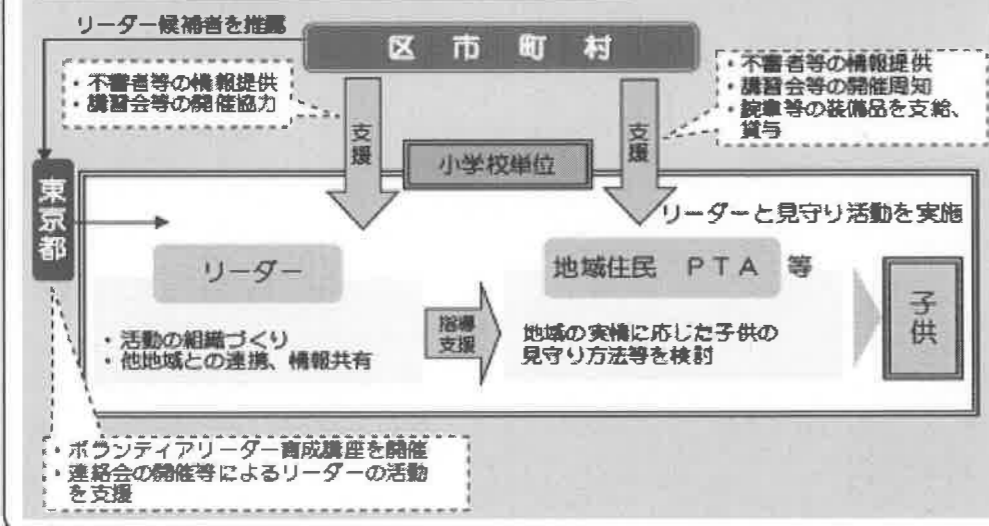 リーダー候補者を推薦
区市町村
・不審者等の情報提供
・講習会等の開催協力
・不審者等の情報提供
・講習会等の開催周知
・腕章等の装備品を支給、
貸与
支援
支援
小学校単位
東京都
リーダーと見守り活動を実施
リーダー
地域住民 PTA 等
・活動の組織づくり
・他地域との連携、情報共有
指導
支援
地域の実情に応じた子供の
見守り方法等を検討
子供
・ボランティアリーダー育成講座を開催
・連絡会の開催等によるリーダーの活動
を支援